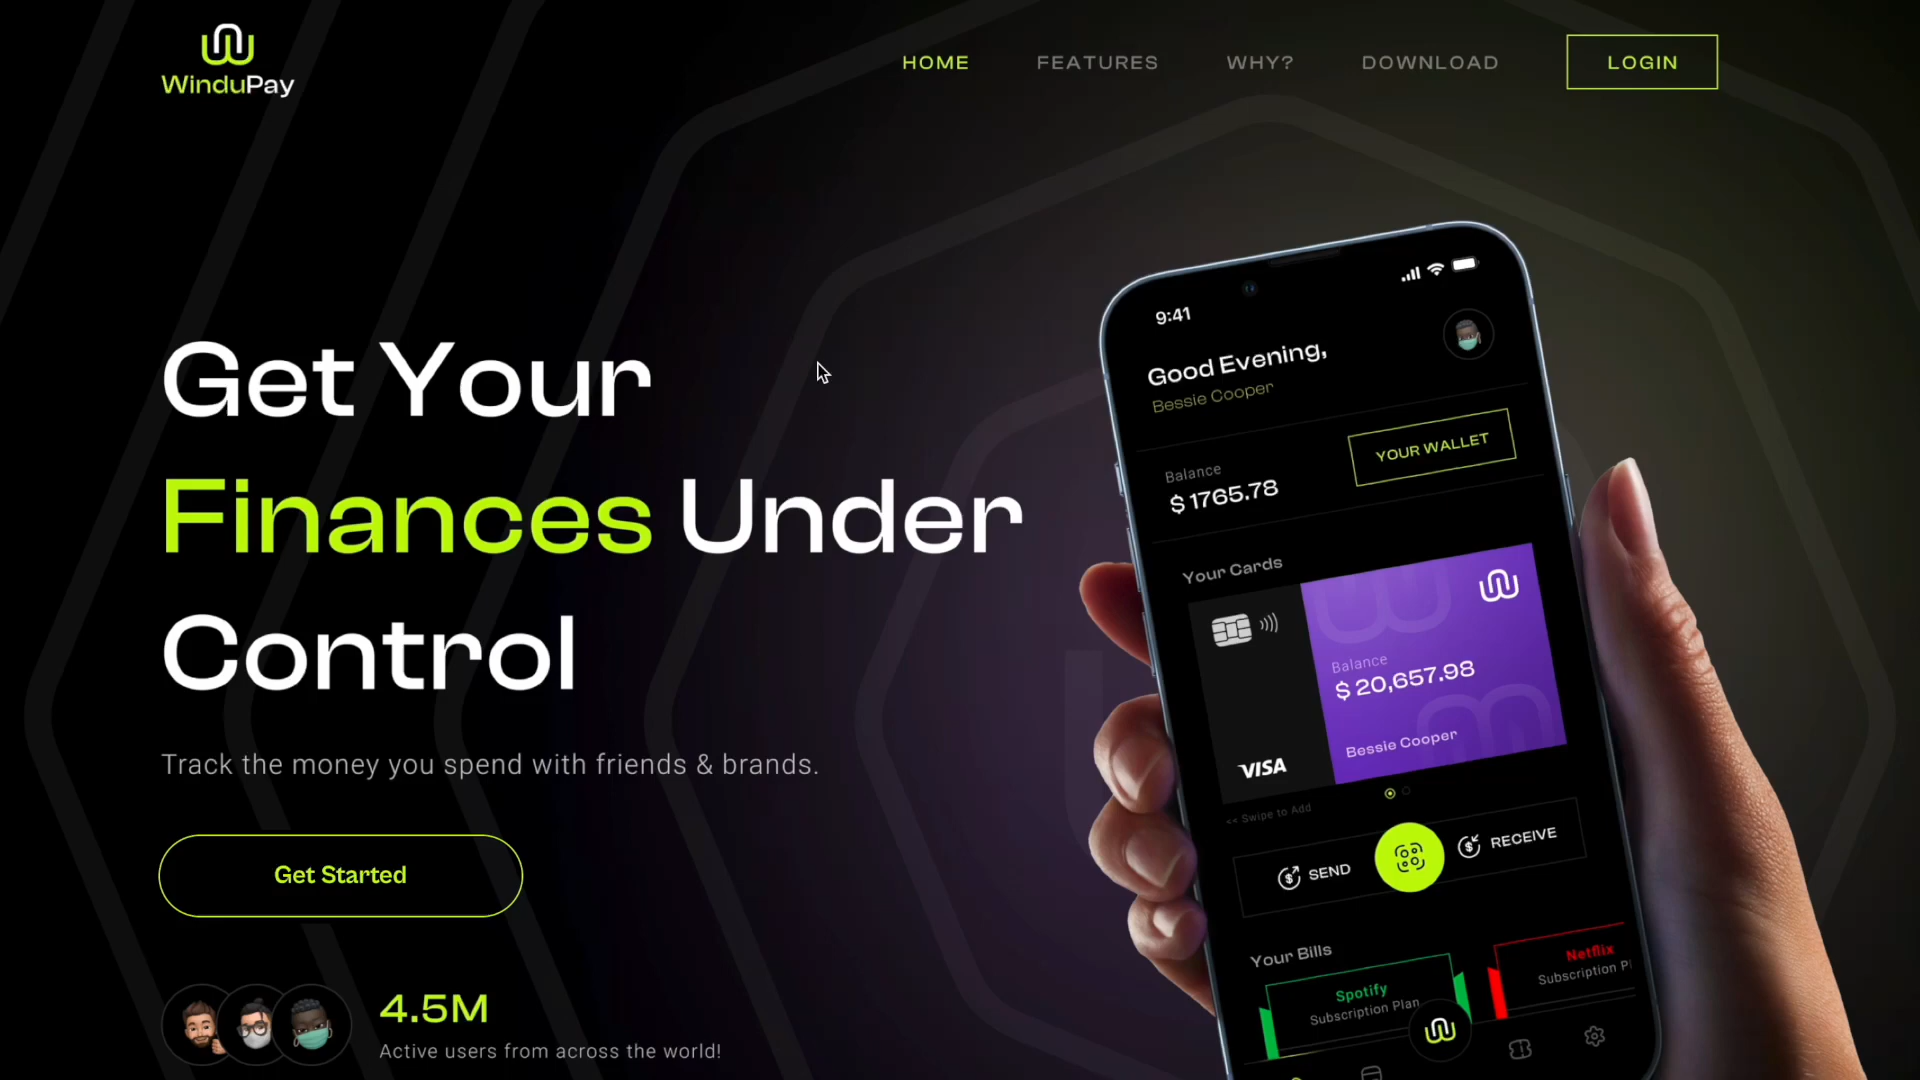 WinduPay
HOME
FEATURES
WHY?
DOWNLOAD
LOGIN
Get Your
Finances Under
Control
Track the money you spend with friends & brands.
Get Started
4.5M
Active users from across the world!
9:41
Good Evening,
Bessie Cooper
Balance
$ 1765.78
YOUR WALLET
Your Cards
Balance
$ 20,657.98
Bessie Cooper
VISA
<< Swipe to Add
SEND
RECEIVE
Your Bills
Spotify
Subscription Plan
Netflix
Subscription Pl